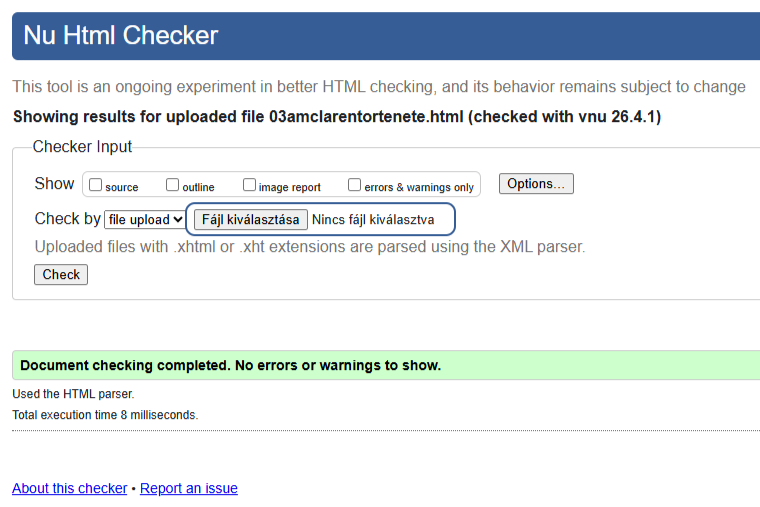 Nu Html Checker
This tool is an ongoing experiment in better HTML checking, and its behavior remains subject to change
Showing results for uploaded file 03amclarentortenete.html (checked with vnu 26.4.1)
Checker Input
Show source outline image report errors & warnings only Options...
Check by file upload Fájl kiválasztása Nincs fájl kiválasztva
Uploaded files with .xhtml or .xht extensions are parsed using the XML parser.
Check
Document checking completed. No errors or warnings to show.
Used the HTML parser.
Total execution time 8 milliseconds.
About this checker • Report an issue